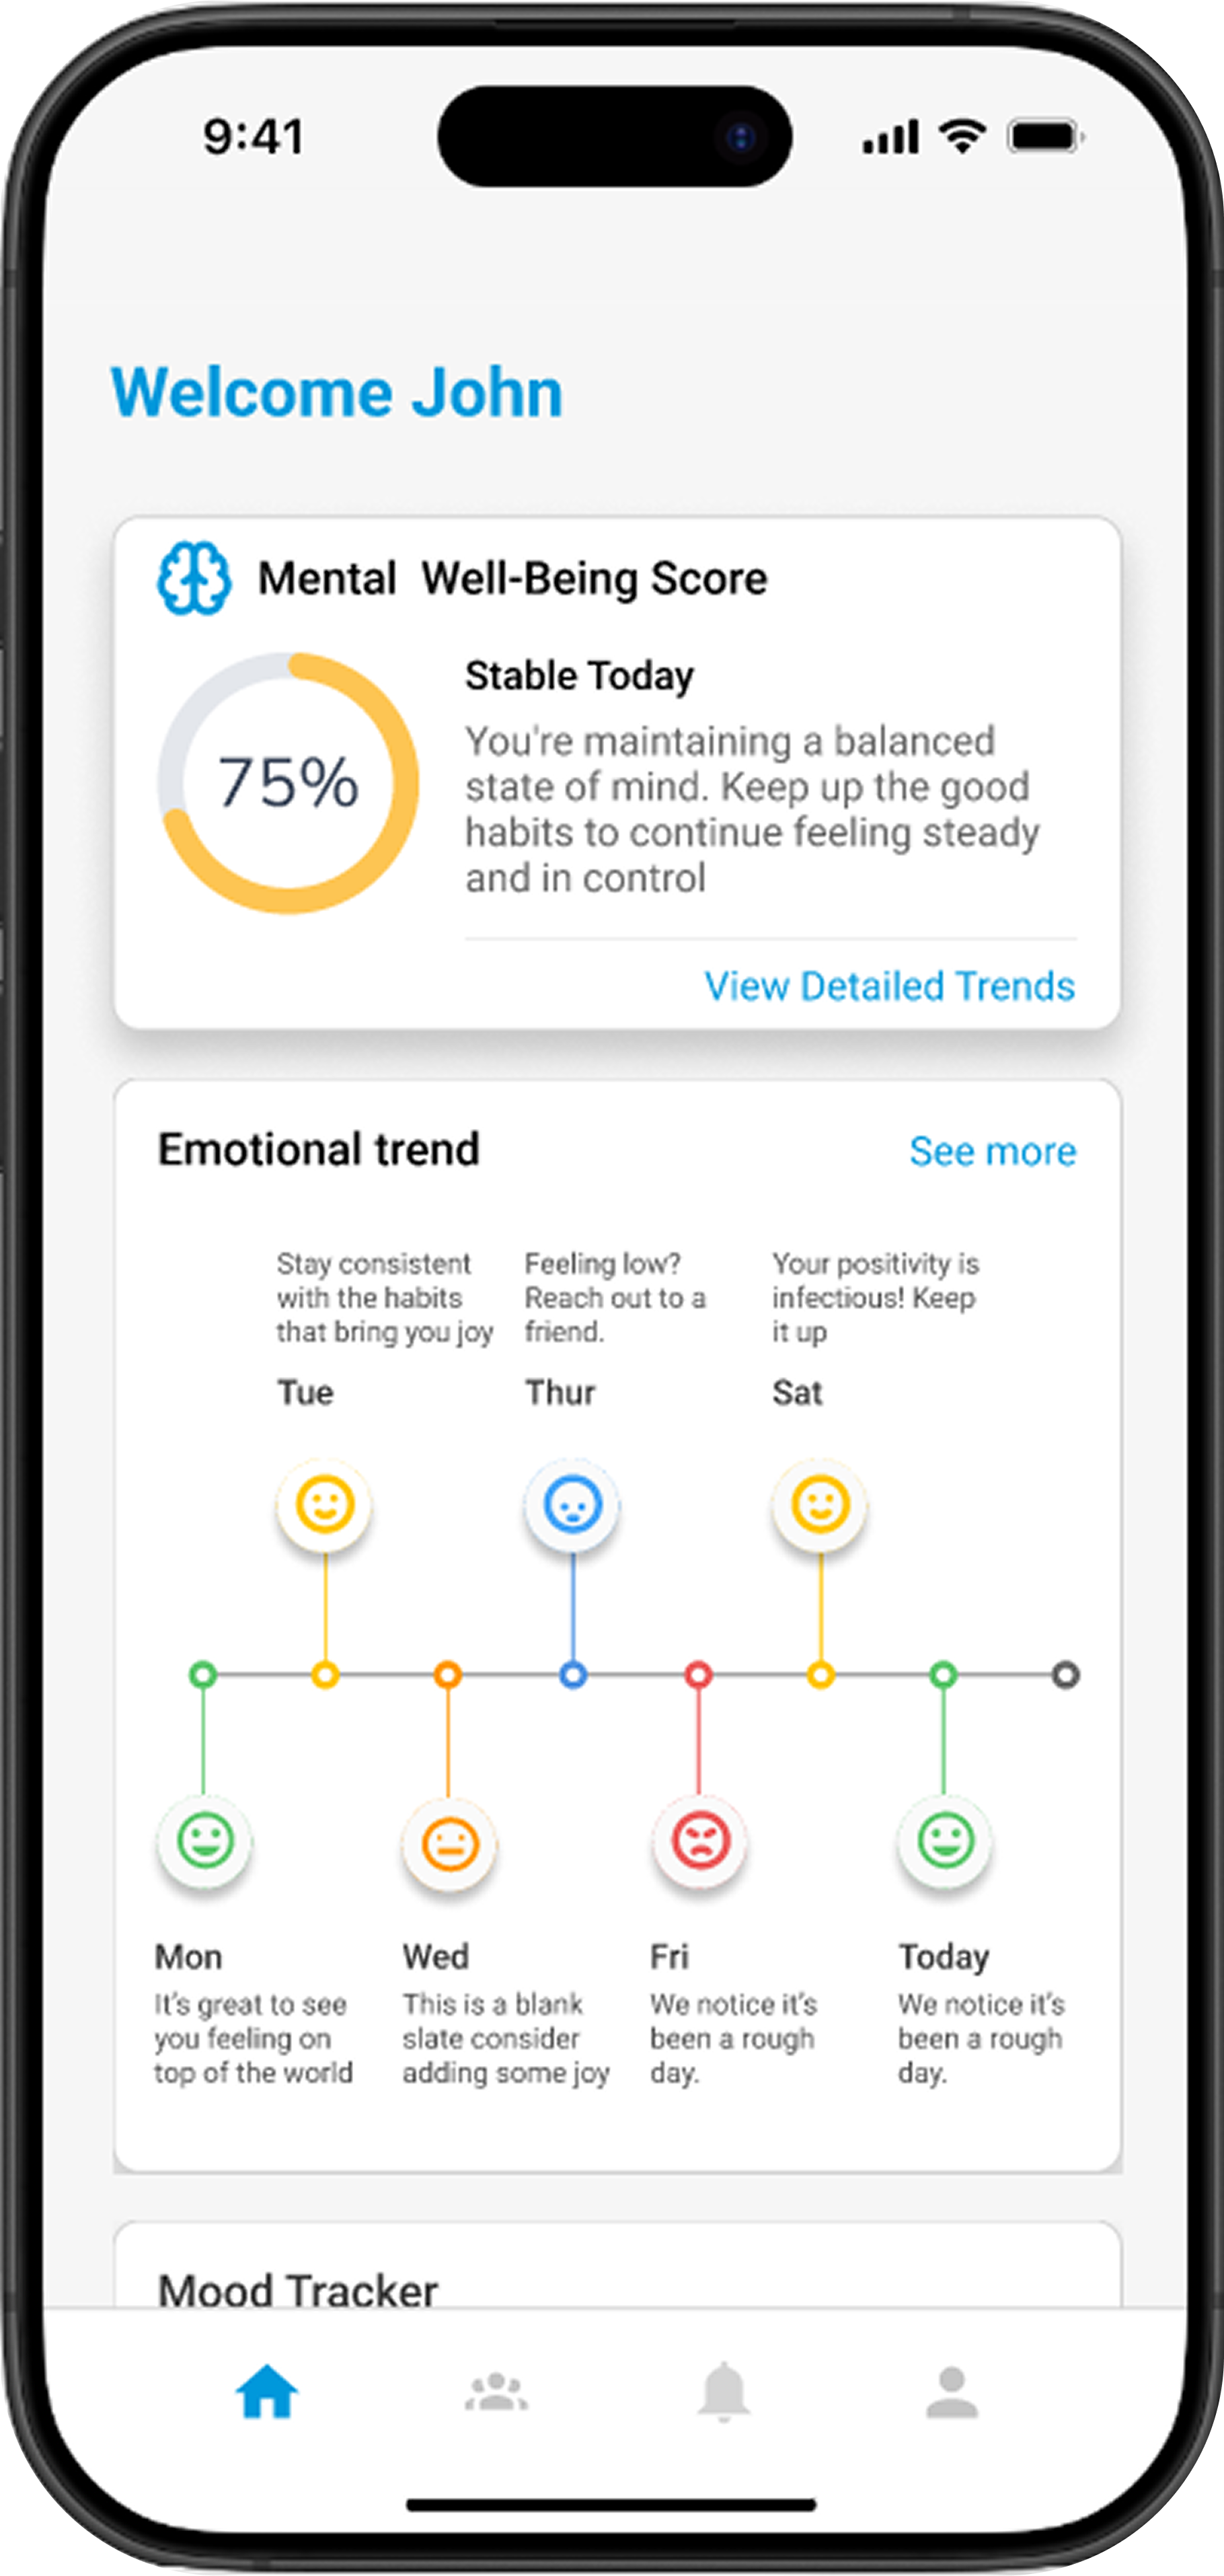 9:41
Welcome John
Mental  Well-Being Score
75%
Stable Today
You're maintaining a balanced
state of mind. Keep up the good
habits to continue feeling steady
and in control
View Detailed Trends
Emotional trend
See more
Stay consistent
with the habits
that bring you joy
Tue
Feeling low?
Reach out to a
friend.
Thur
Your positivity is
infectious! Keep
it up
Sat
Mon
It's great to see
you feeling on
top of the world
Wed
This is a blank
slate consider
adding some joy
Fri
We notice it's
been a rough
day.
Today
We notice it's
been a rough
day.
Mood Tracker